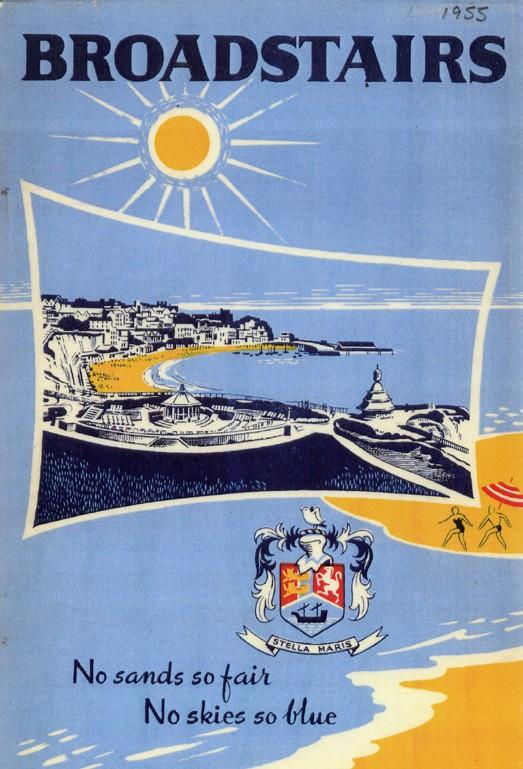 1955
BROADSTAIRS
STELLA MARIS
No sands so fair
No skies so blue